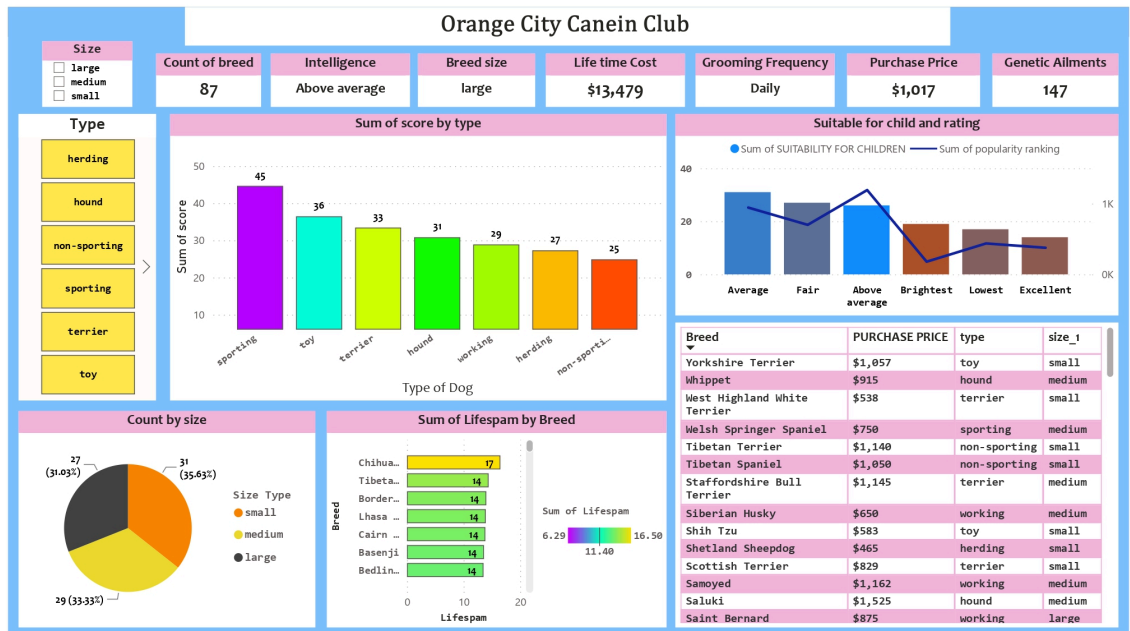 Orange City Canein Club
Size
large
medium
small
Count of breed
87
Intelligence
Above average
Breed size
large
Life time Cost
$13,479
Grooming Frequency
Daily
Purchase Price
$1,017
Genetic Ailments
147
Type
herding
hound
non-sporting
sporting
terrier
toy
Sum of score by type
Sum of score
50
40
30
20
10
45
36
33
31
29
27
25
sporting
toy
terrier
hound
working
herding
non-sporti...
Type of Dog
Suitable for child and rating
Sum of SUITABILITY FOR CHILDREN
Sum of popularity ranking
40
20
0
1K
0K
Average
Fair
Above
average
Brightest
Lowest
Excellent
Breed PURCHASE PRICE type size_1
Yorkshire Terrier $1,057 toy small
Whippet $915 hound medium
West Highland White $538 terrier small
Terrier
Welsh Springer Spaniel $750 sporting medium
Tibetan Terrier $1,140 non-sporting small
Tibetan Spaniel $1,050 non-sporting small
Staffordshire Bull $1,145 terrier medium
Terrier
Siberian Husky $650 working medium
Shih Tzu $583 toy small
Shetland Sheepdog $465 herding small
Scottish Terrier $829 terrier small
Samoyed $1,162 working medium
Saluki $1,525 hound medium
Saint Bernard $875 working large
Count by size
27
(31.03%)
31
(35.63%)
29 (33.33%)
Size Type
small
medium
large
Sum of Lifespam by Breed
Breed
Chihua... 17
Tibeta... 14
Border... 14
Lhasa ... 14
Cairn ... 14
Basenji 14
Bedlin... 14
0 10 20
Lifespam
Sum of Lifespam
6.29 16.50
11.40